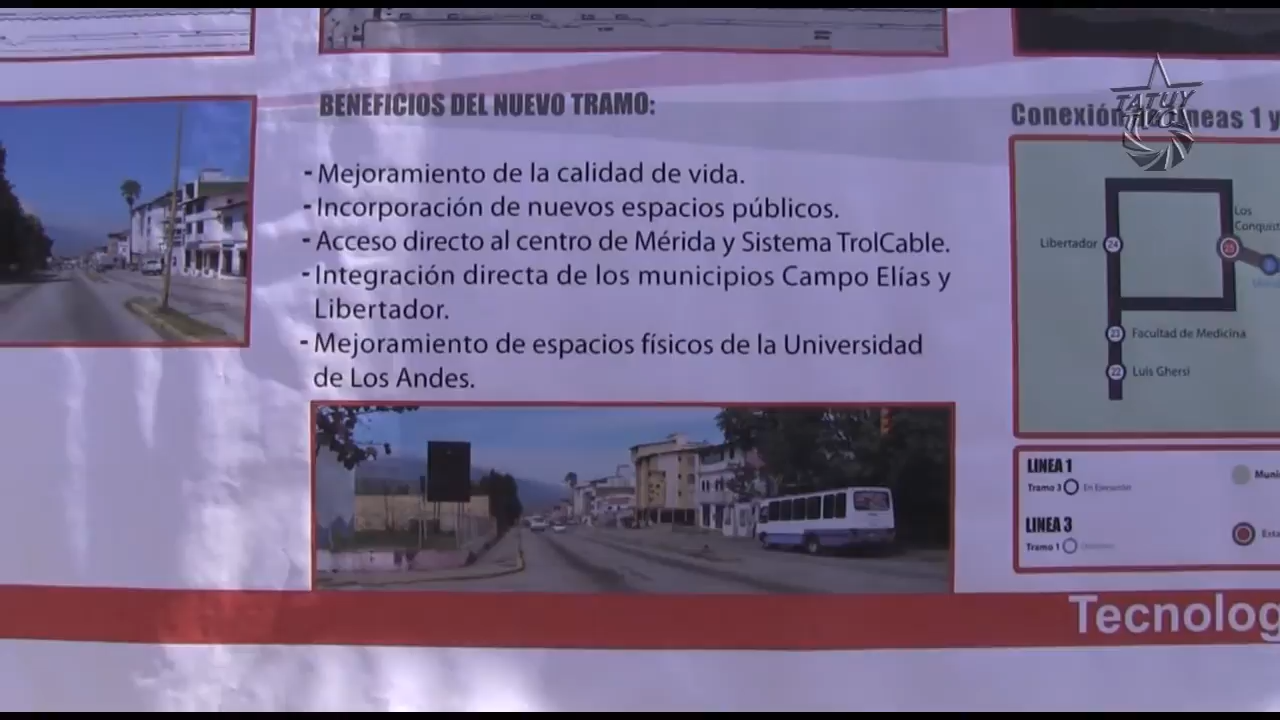 BENEFICIOS DEL NUEVO TRAMO:
- Mejoramiento de la calidad de vida.
- Incorporación de nuevos espacios públicos.
- Acceso directo al centro de Mérida y Sistema TrolCable.
- Integración directa de los municipios Campo Elías y
Libertador.
- Mejoramiento de espacios físicos de la Universidad
de Los Andes.
TATUY
Conexión
1 y
Los
Libertador
24
25
23
Facultad de Medicina
22
Luis Ghersi
LINEA 1
Tramo 3
En Ejecución
LINEA 3
Tramo 1
Tecnolog